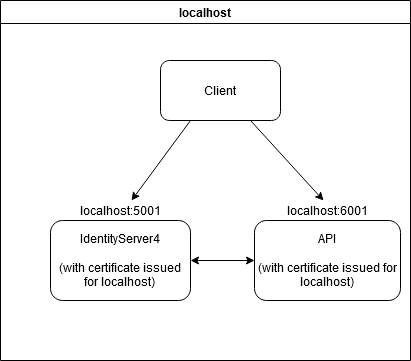 localhost
Client
localhost:5001
localhost:6001
IdentityServer4
(with certificate issued
for localhost)
API
(with certificate issued for
localhost)